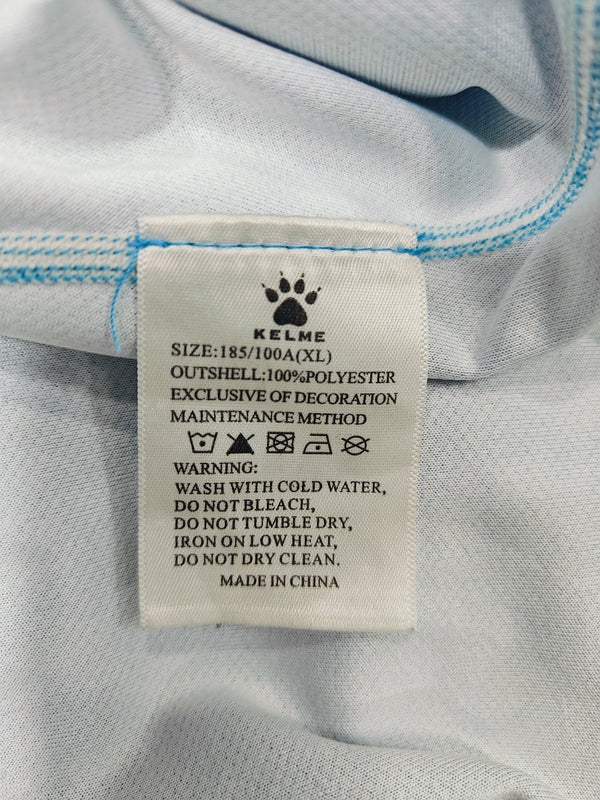 KELME
SIZE:185/100A(XL)
OUTSHELL:100%POLYESTER
EXCLUSIVE OF DECORATION
MAINTENANCE METHOD
WARNING:
WASH WITH COLD WATER,
DO NOT BLEACH,
DO NOT TUMBLE DRY,
IRON ON LOW HEAT,
DO NOT DRY CLEAN.
MADE IN CHINA